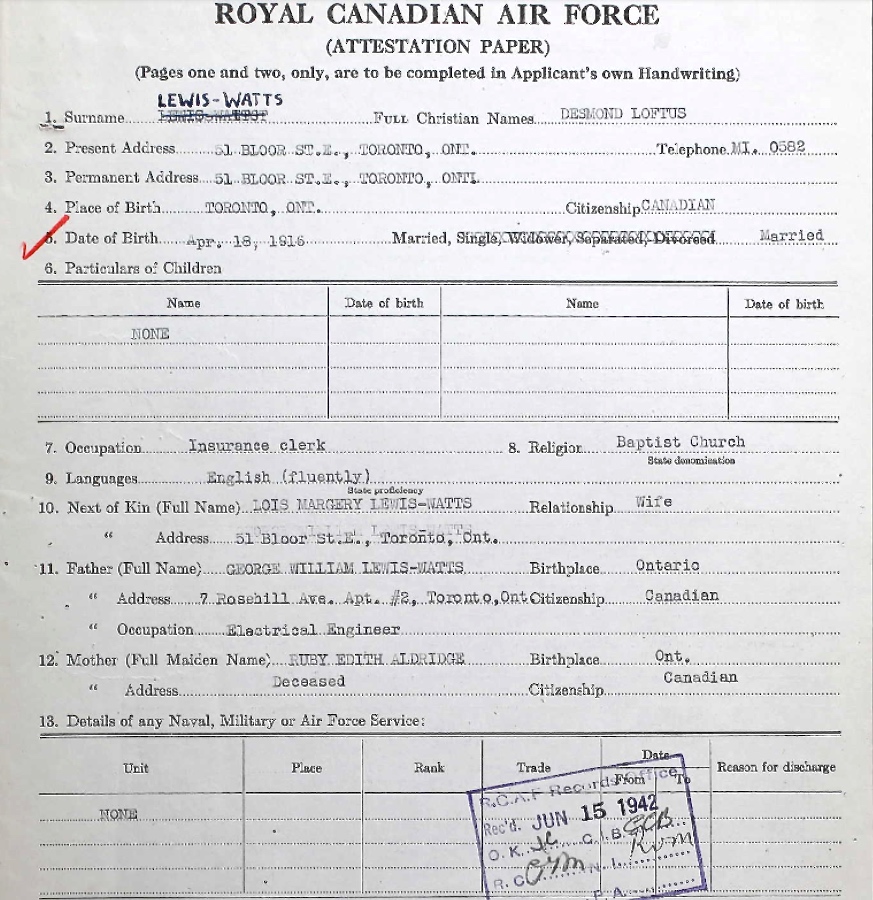 ROYAL CANADIAN AIR FORCE
(ATTESTATION PAPER)
(Pages one and two, only, are to be completed in Applicant's own Handwriting)
LEWIS-WATTS
1. Surname Full Christian Names DESMOND LOFTUS
2. Present Address 51 BLOOR ST.E., TORONTO, ONT. Telephone MI. 0582
3. Permanent Address 51 BLOOR ST.E., TORONTO, ONT.
4. Place of Birth TORONTO, ONT. Citizenship CANADIAN
5. Date of Birth Apr. 18, 1916 Married, Single, Widower, Separated, Divorced Married
6. Particulars of Children
Name Date of birth Name Date of birth
NONE
7. Occupation Insurance clerk 8. Religion Baptist Church
State denomination
9. Languages English (fluently)
State proficiency
10. Next of Kin (Full Name) LOIS MARGERY LEWIS-WATTS Relationship Wife
" Address 51 Bloor St.E., Toronto, Ont.
11. Father (Full Name) GEORGE WILLIAM LEWIS-WATTS Birthplace Ontario
" Address 7 Rosehill Ave. Apt. #2, Toronto, Ont Citizenship Canadian
" Occupation Electrical Engineer
12. Mother (Full Maiden Name) RUBY EDITH ALDRIDGE Birthplace Ont.
" Address Deceased Citizenship Canadian
13. Details of any Naval, Military or Air Force Service:
Unit Place Rank Trade Date From To Reason for discharge
NONE
R.C.A.F Records Office
Rec'd. JUN 15 1942
O.K. C.I.B.
R.C. N.I.
P.A.